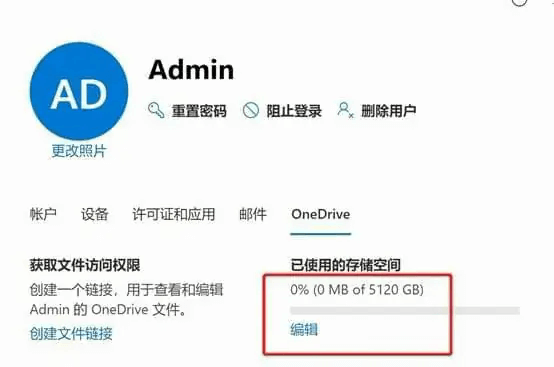 AD
Admin
重置密码 阻止登录 删除用户
更改照片
帐户 设备 许可证和应用 邮件 OneDrive
获取文件访问权限
创建一个链接，用于查看和编辑
Admin 的 OneDrive 文件。
创建文件链接
已使用的存储空间
0% (0 MB of 5120 GB)
编辑